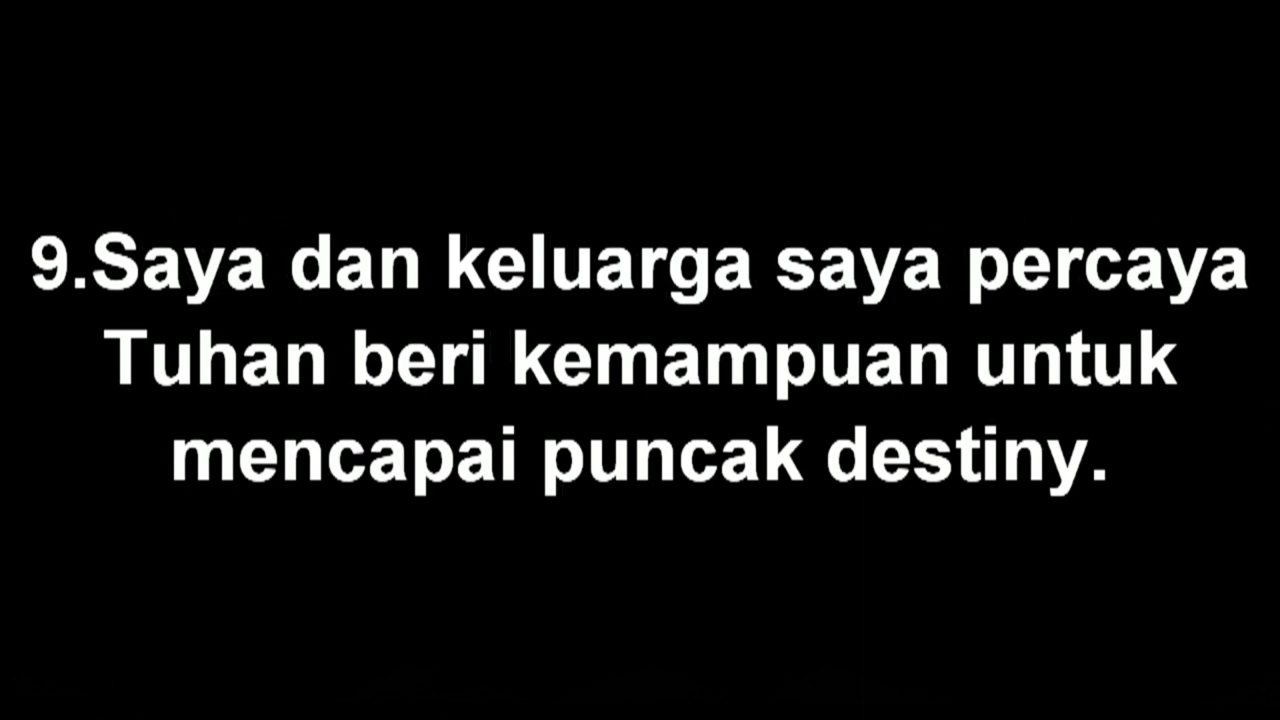 9.Saya dan keluarga saya percaya
Tuhan beri kemampuan untuk
mencapai puncak destiny.